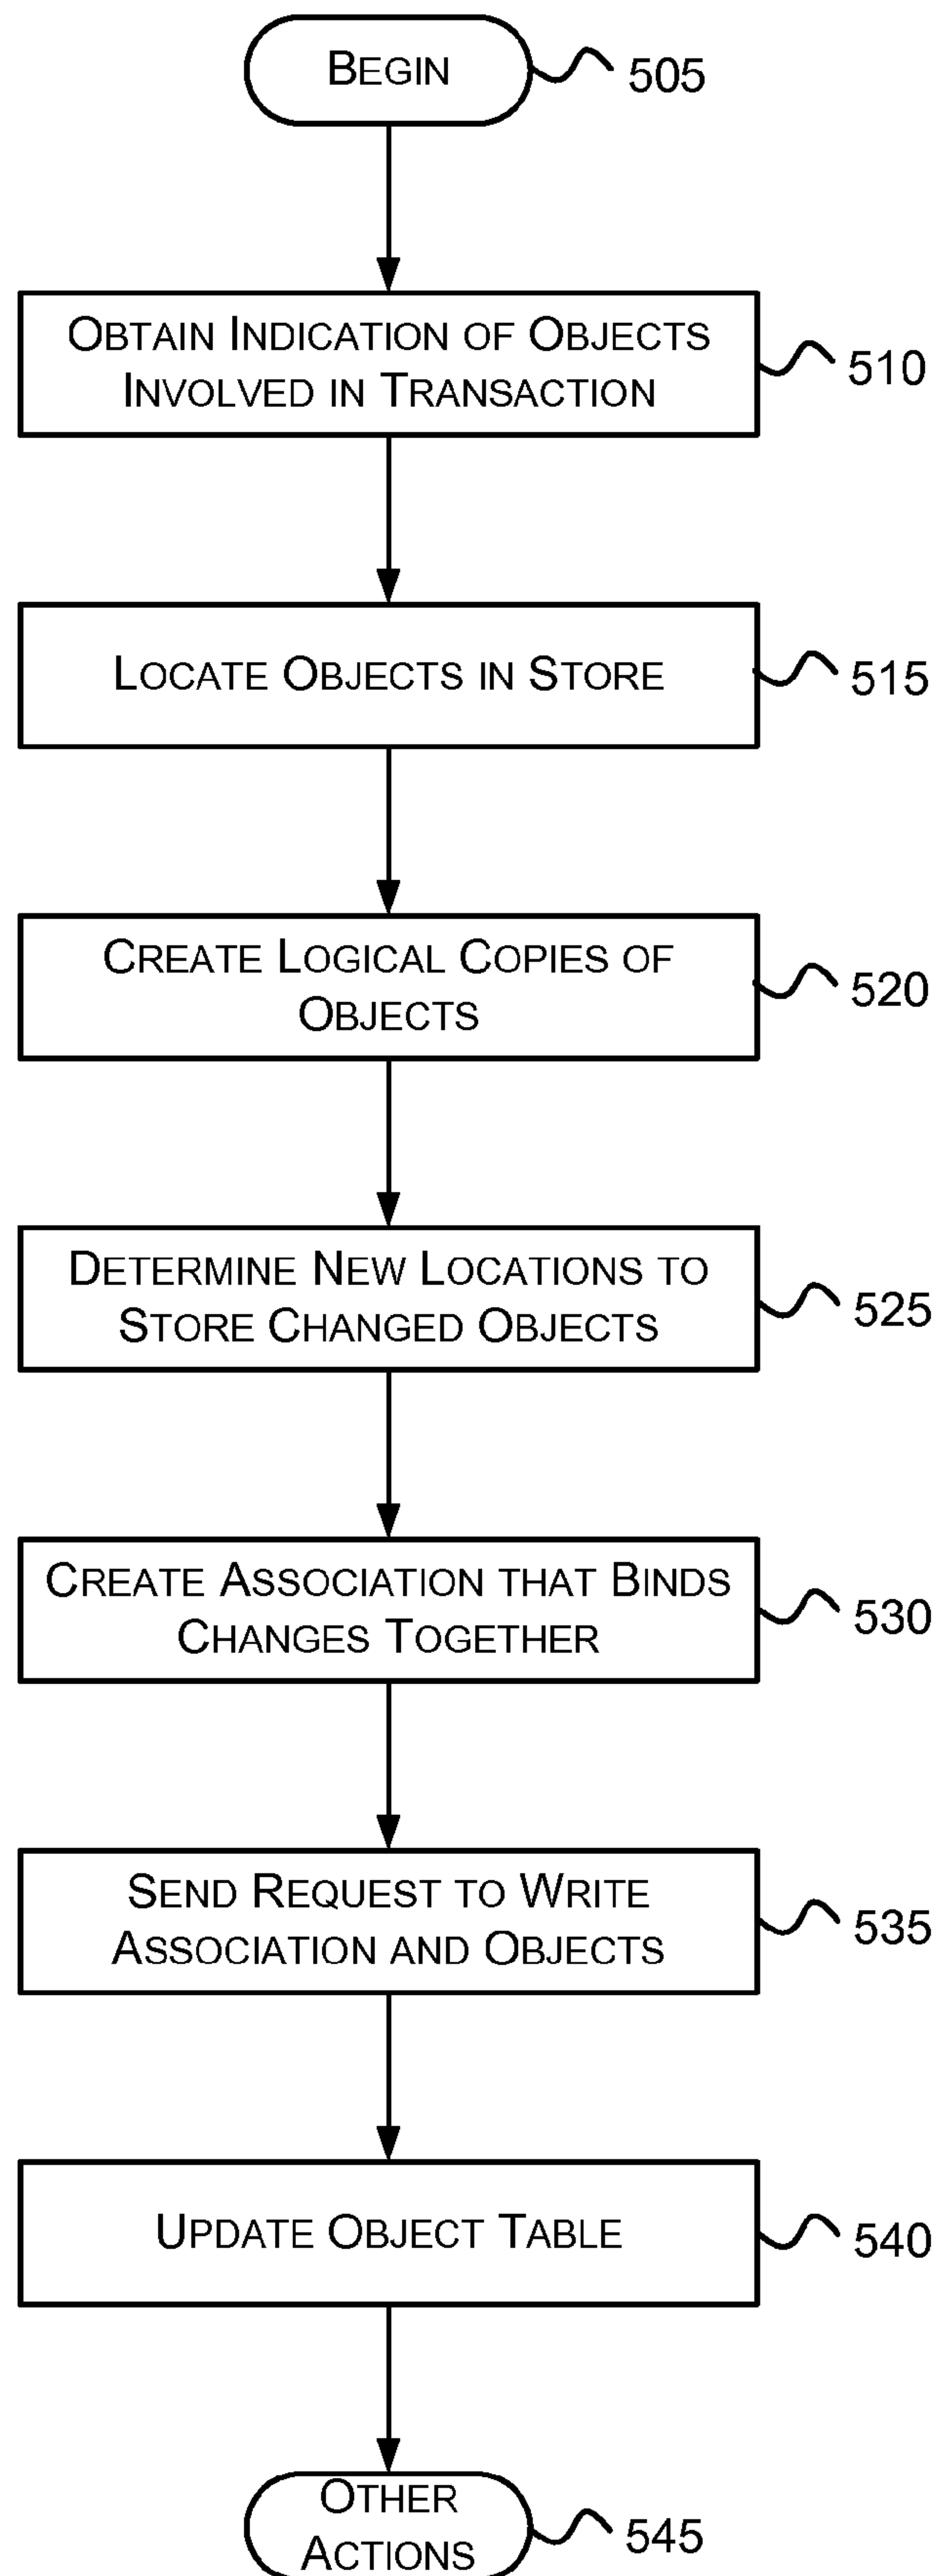 BEGIN
505
OBTAIN INDICATION OF OBJECTS
INVOLVED IN TRANSACTION
510
LOCATE OBJECTS IN STORE
515
CREATE LOGICAL COPIES OF
OBJECTS
520
DETERMINE NEW LOCATIONS TO
STORE CHANGED OBJECTS
525
CREATE ASSOCIATION THAT BINDS
CHANGES TOGETHER
530
SEND REQUEST TO WRITE
ASSOCIATION AND OBJECTS
535
UPDATE OBJECT TABLE
540
OTHER
ACTIONS
545